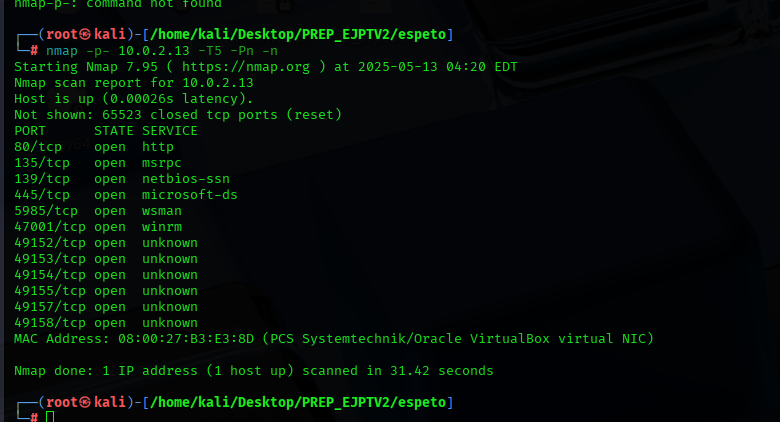 nmap-p-: command not found
┌──(root㉿kali)-[/home/kali/Desktop/PREP_EJPTV2/espeto]
└─# nmap -p- 10.0.2.13 -T5 -Pn -n
Starting Nmap 7.95 ( https://nmap.org ) at 2025-05-13 04:20 EDT
Nmap scan report for 10.0.2.13
Host is up (0.00026s latency).
Not shown: 65523 closed tcp ports (reset)
PORT      STATE SERVICE
80/tcp    open  http
135/tcp   open  msrpc
139/tcp   open  netbios-ssn
445/tcp   open  microsoft-ds
5985/tcp  open  wsman
47001/tcp open  winrm
49152/tcp open  unknown
49153/tcp open  unknown
49154/tcp open  unknown
49155/tcp open  unknown
49157/tcp open  unknown
49158/tcp open  unknown
MAC Address: 08:00:27:B3:E3:8D (PCS Systemtechnik/Oracle VirtualBox virtual NIC)
Nmap done: 1 IP address (1 host up) scanned in 31.42 seconds
┌──(root㉿kali)-[/home/kali/Desktop/PREP_EJPTV2/espeto]
└─#